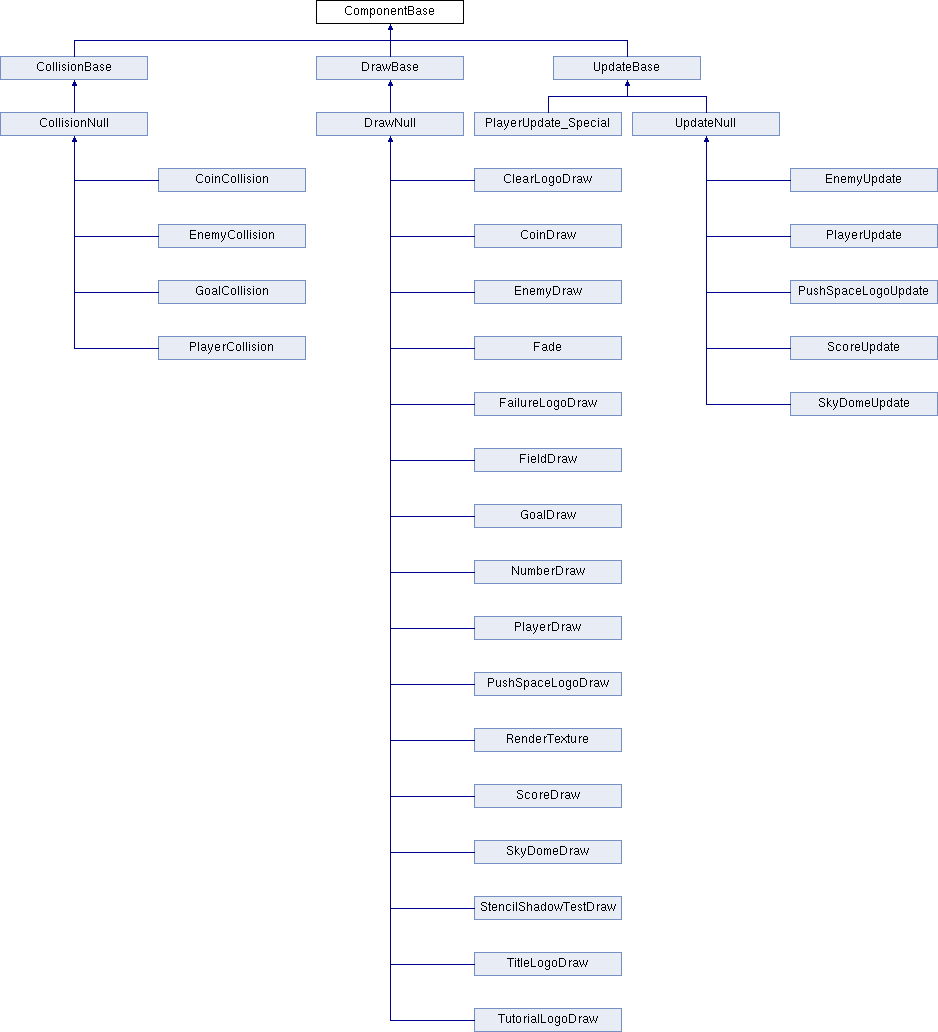 ComponentBase
CollisionBase
DrawBase
UpdateBase
CollisionNull
DrawNull
PlayerUpdate_Special
UpdateNull
CoinCollision
ClearLogoDraw
EnemyUpdate
EnemyCollision
CoinDraw
PlayerUpdate
GoalCollision
EnemyDraw
PushSpaceLogoUpdate
PlayerCollision
Fade
ScoreUpdate
FailureLogoDraw
SkyDomeUpdate
FieldDraw
GoalDraw
NumberDraw
PlayerDraw
PushSpaceLogoDraw
RenderTexture
ScoreDraw
SkyDomeDraw
StencilShadowTestDraw
TitleLogoDraw
TutorialLogoDraw